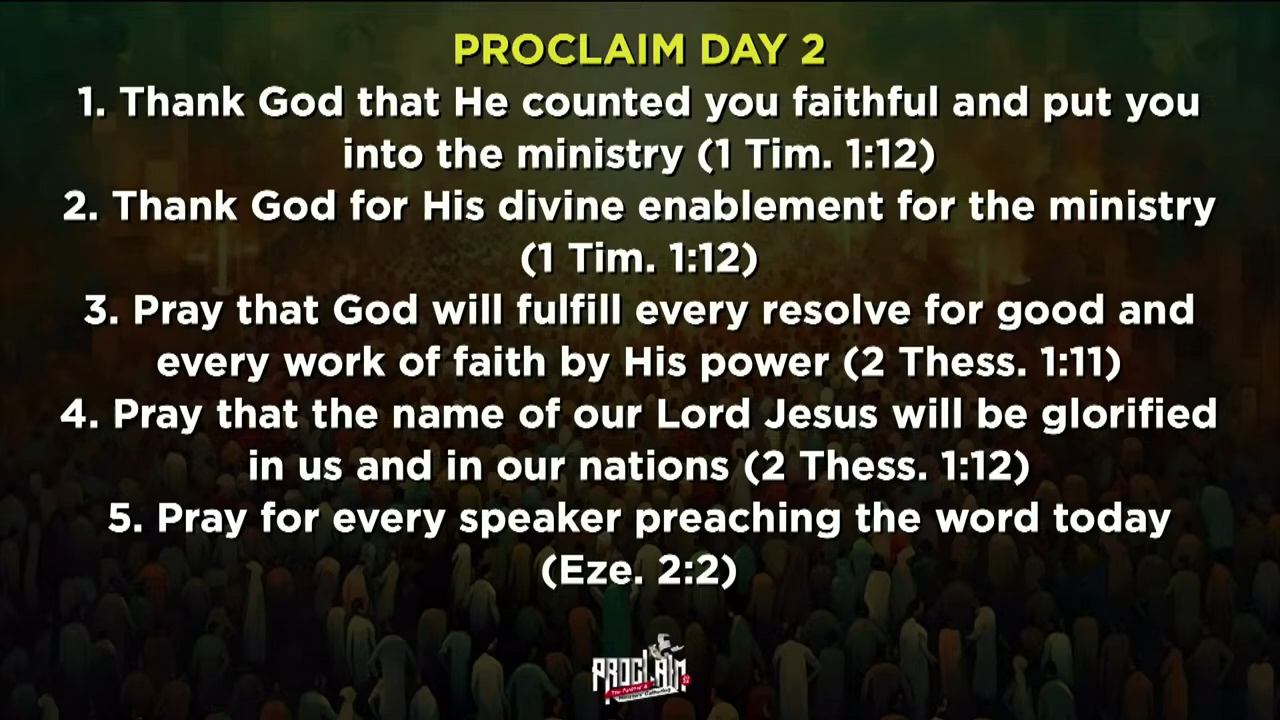 PROCLAIM DAY 2
1. Thank God that He counted you faithful and put you
into the ministry (1 Tim. 1:12)
2. Thank God for His divine enablement for the ministry
(1 Tim. 1:12)
3. Pray that God will fulfill every resolve for good and
every work of faith by His power (2 Thess. 1:11)
4. Pray that the name of our Lord Jesus will be glorified
in us and in our nations (2 Thess. 1:12)
5. Pray for every speaker preaching the word today
(Eze. 2:2)
PROCLAIM